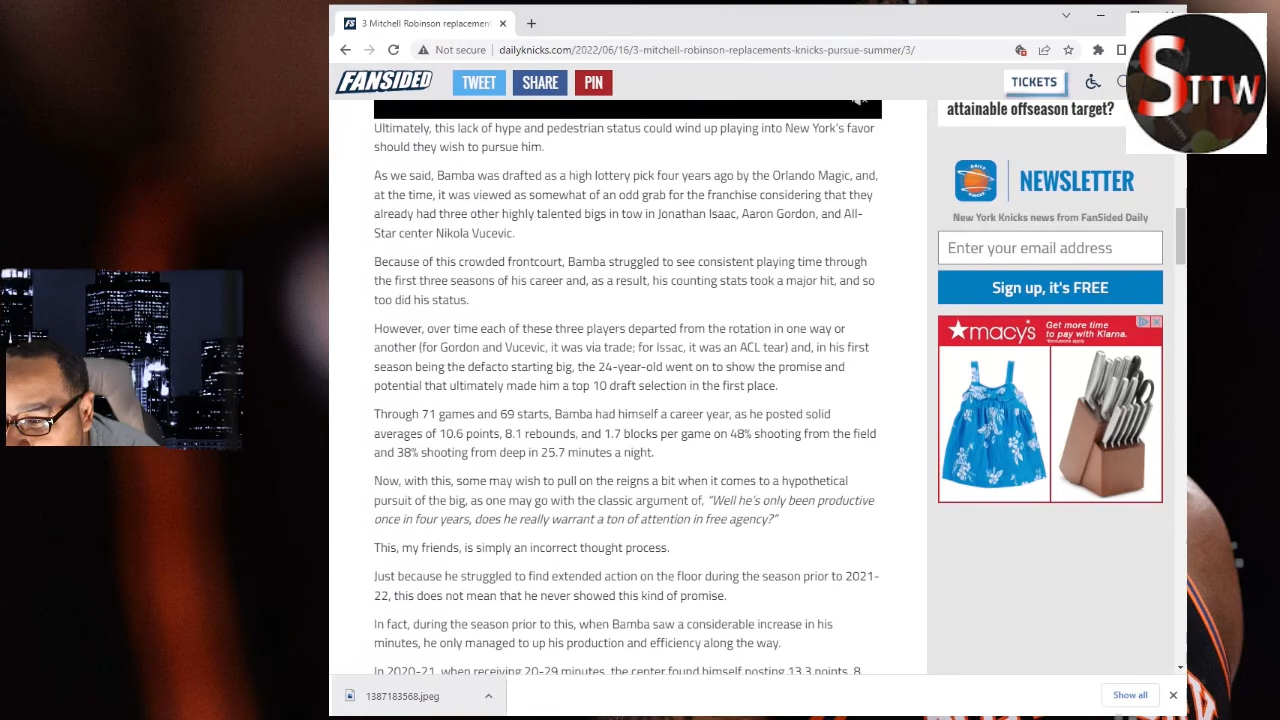 3 Mitchell Robinson replacement
Not secure
dailyknicks.com/2022/06/16/3-mitchell-robinson-replacements-knicks-pursue-summer/3/
FANSIDED
TWEET
SHARE
PIN
TICKETS
STTW
Ultimately, this lack of hype and pedestrian status could wind up playing into New York's favor
should they wish to pursue him.
As we said, Bamba was drafted as a high lottery pick four years ago by the Orlando Magic, and,
at the time, it was viewed as somewhat of an odd grab for the franchise considering that they
already had three other highly talented bigs in tow in Jonathan Isaac, Aaron Gordon, and All-
Star center Nikola Vucevic.
Because of this crowded frontcourt, Bamba struggled to see consistent playing time through
the first three seasons of his career and, as a result, his counting stats took a major hit, and so
too did his status.
However, over time each of these three players departed from the rotation in one way or
another (for Gordon and Vucevic, it was via trade; for Issac, it was an ACL tear) and, in his first
season being the defacto starting big, the 24-year-old went on to show the promise and
potential that ultimately made him a top 10 draft selection in the first place.
Through 71 games and 69 starts, Bamba had himself a career year, as he posted solid
averages of 10.6 points, 8.1 rebounds, and 1.7 blocks per game on 48% shooting from the field
and 38% shooting from deep in 25.7 minutes a night.
Now, with this, some may wish to pull on the reigns a bit when it comes to a hypothetical
pursuit of the big, as one may go with the classic argument of, "Well he's only been productive
once in four years, does he really warrant a ton of attention in free agency?"
This, my friends, is simply an incorrect thought process.
Just because he struggled to find extended action on the floor during the season prior to 2021-
22, this does not mean that he never showed this kind of promise.
In fact, during the season prior to this, when Bamba saw a considerable increase in his
minutes, he only managed to up his production and efficiency along the way.
In 2020-21, when receiving 20-29 minutes, the center found himself posting 13.3 points, 8
attainable offseason target?
NEWSLETTER
New York Knicks news from FanSided Daily
Enter your email address
Sign up, it's FREE
macy's
Get more time
to pay with Klarna.
1387183568.jpeg
Show all